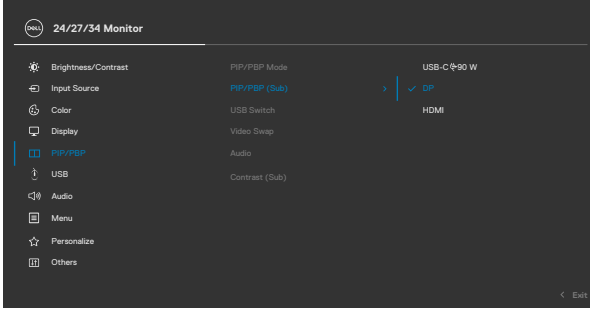 DELL 24/27/34 Monitor
Brightness/Contrast PIP/PBP Mode USB-C 90 W
Input Source PIP/PBP (Sub) DP
Color USB Switch HDMI
Display Video Swap
PIP/PBP Audio
USB Contrast (Sub)
Audio
Menu
Personalize
Others
Exit